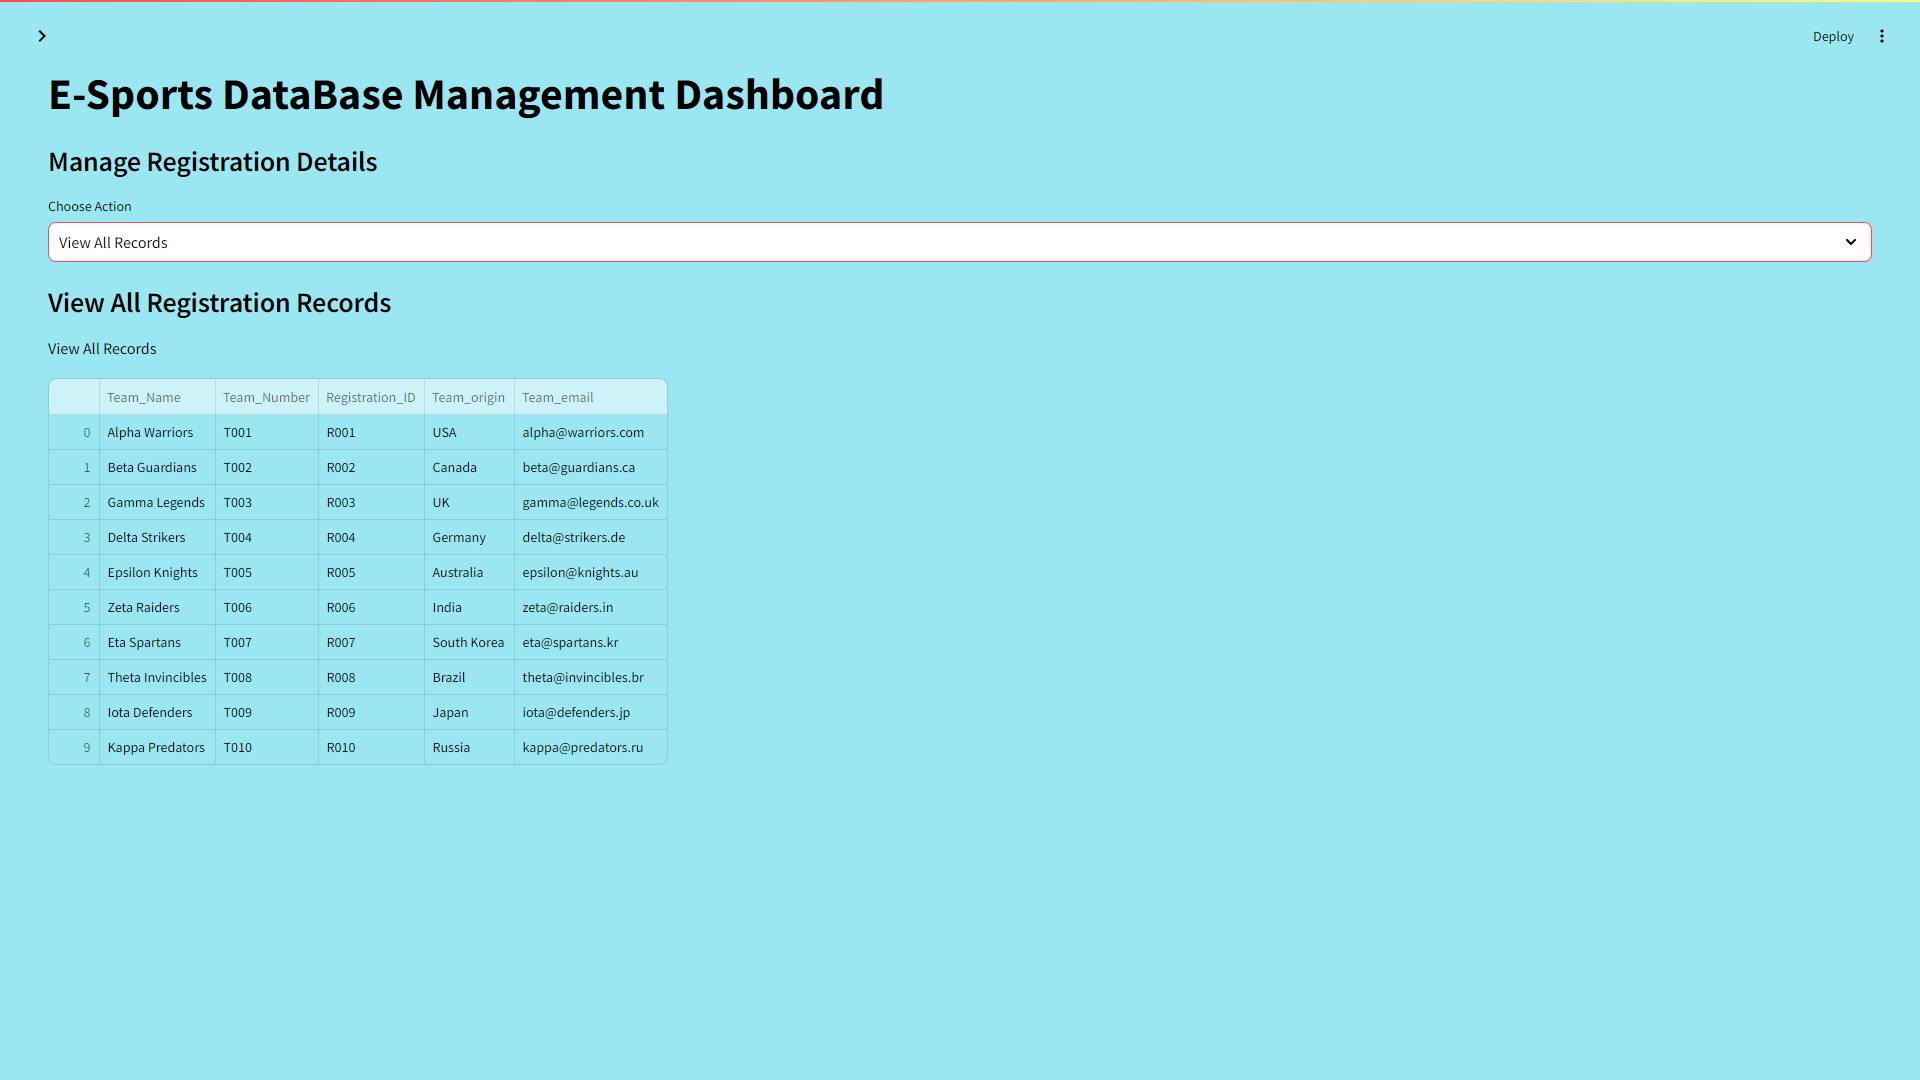 Deploy
E-Sports DataBase Management Dashboard
Manage Registration Details
Choose Action
View All Records
View All Registration Records
View All Records
Team_Name Team_Number Registration_ID Team_origin Team_email
0 Alpha Warriors T001 R001 USA alpha@warriors.com
1 Beta Guardians T002 R002 Canada beta@guardians.ca
2 Gamma Legends T003 R003 UK gamma@legends.co.uk
3 Delta Strikers T004 R004 Germany delta@strikers.de
4 Epsilon Knights T005 R005 Australia epsilon@knights.au
5 Zeta Raiders T006 R006 India zeta@raiders.in
6 Eta Spartans T007 R007 South Korea eta@spartans.kr
7 Theta Invincibles T008 R008 Brazil theta@invincibles.br
8 Iota Defenders T009 R009 Japan iota@defenders.jp
9 Kappa Predators T010 R010 Russia kappa@predators.ru